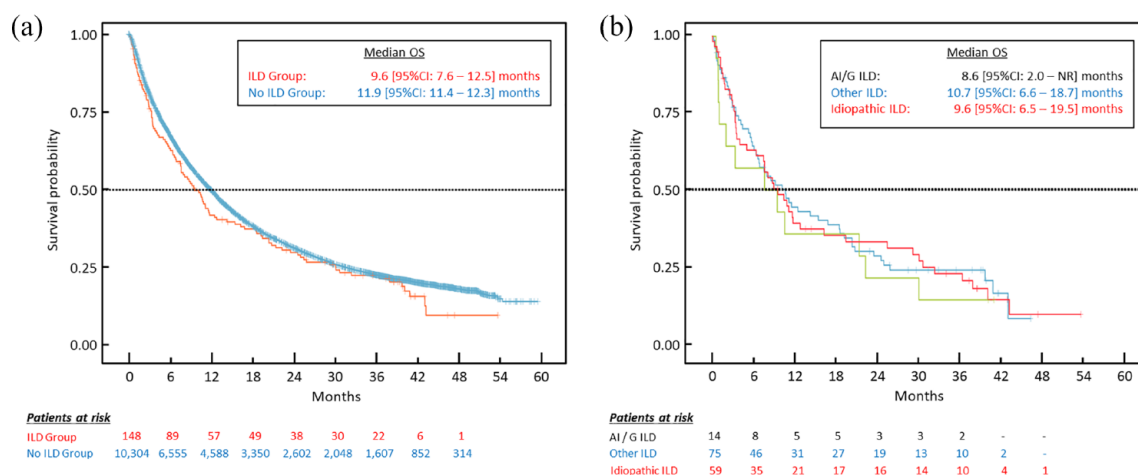 (a)
Median OS
ILD Group: 9.6 [95%CI: 7.6 – 12.5] months
No ILD Group: 11.9 [95%CI: 11.4 – 12.3] months
Survival probability
1.00
0.75
0.50
0.25
0.00
0 6 12 18 24 30 36 42 48 54 60
Months
Patients at risk
ILD Group 148 89 57 49 38 30 22 6 1
No ILD Group 10,304 6,555 4,588 3,350 2,602 2,048 1,607 852 314
(b)
Median OS
AI/G ILD: 8.6 [95%CI: 2.0 – NR] months
Other ILD: 10.7 [95%CI: 6.6 – 18.7] months
Idiopathic ILD: 9.6 [95%CI: 6.5 – 19.5] months
Survival probability
1.00
0.75
0.50
0.25
0.00
0 6 12 18 24 30 36 42 48 54 60
Months
Patients at risk
AI / G ILD 14 8 5 5 3 3 2 - -
Other ILD 75 46 31 27 19 13 10 2 -
Idiopathic ILD 59 35 21 17 16 14 10 4 1